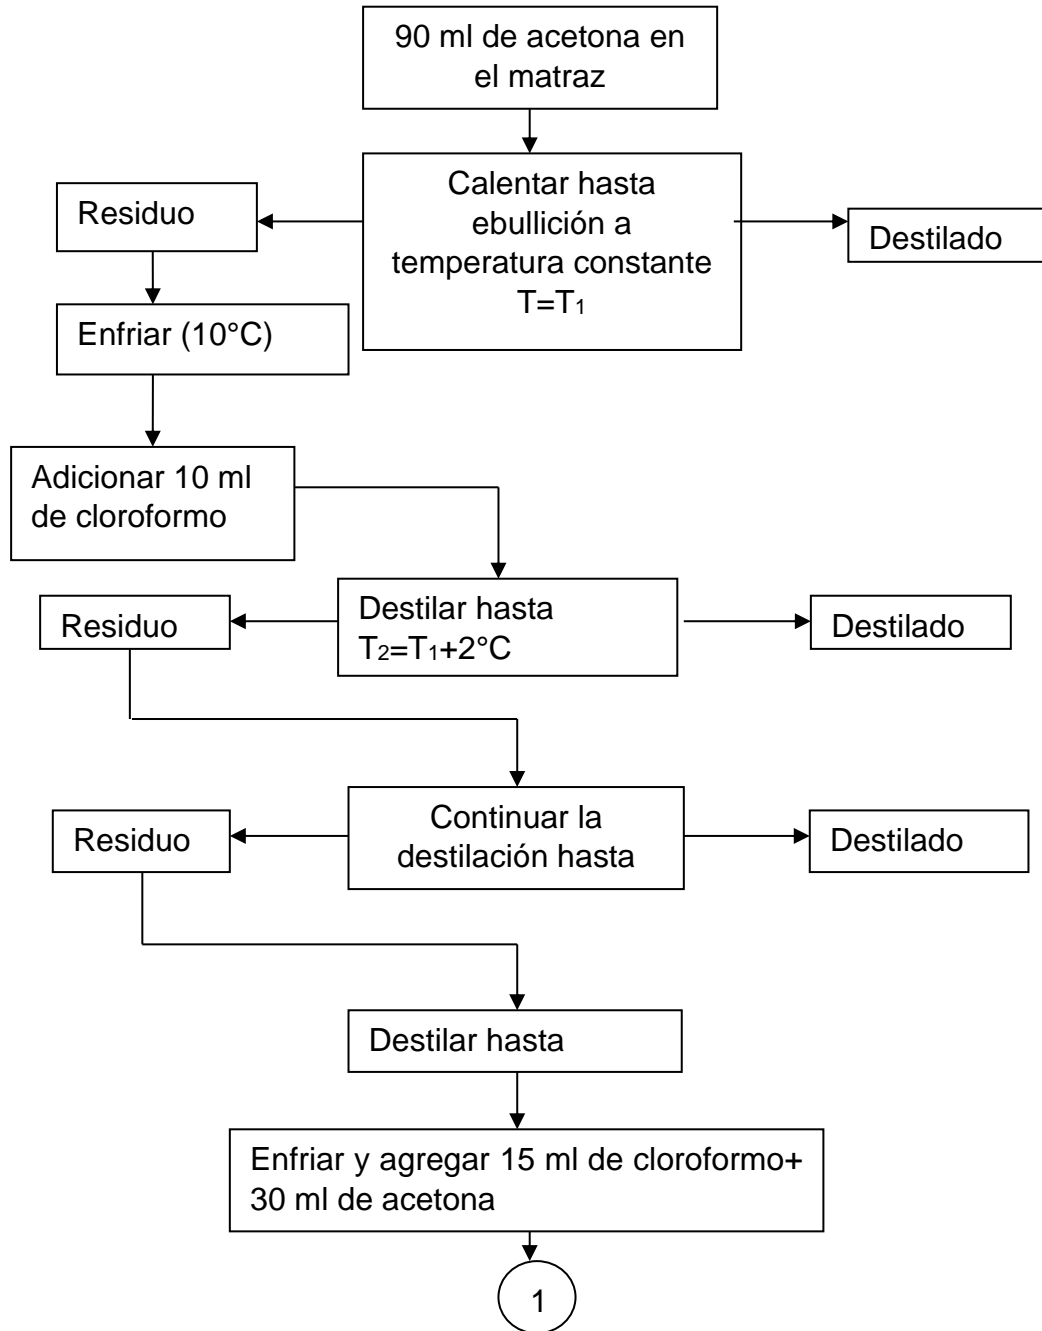 90 ml de acetona en
el matraz
Calentar hasta
ebullición a
temperatura constante
T=T₁
Residuo
Destilado
Enfriar (10°C)
Adicionar 10 ml
de cloroformo
Destilar hasta
T₂=T₁+2°C
Residuo
Destilado
Continuar la
destilación hasta
Residuo
Destilado
Destilar hasta
Enfriar y agregar 15 ml de cloroformo+
30 ml de acetona
1